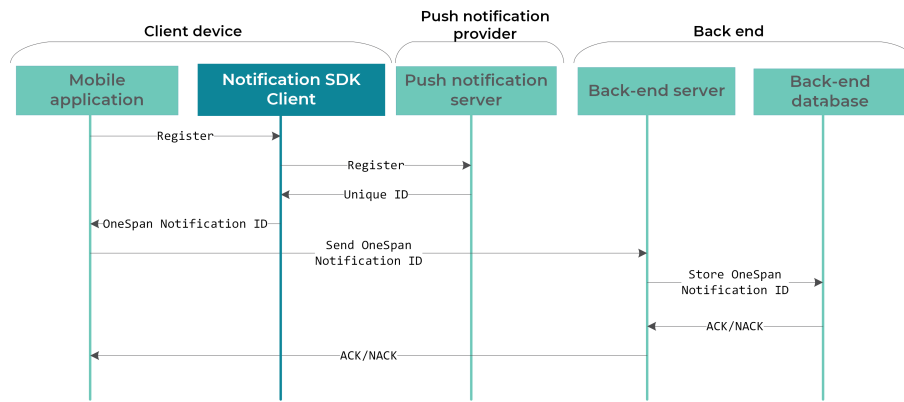 Client device
Push notification
provider
Back end
Mobile
application
Notification SDK
Client
Push notification
server
Back-end server
Back-end
database
Register
Register
Unique ID
OneSpan Notification ID
Send OneSpan
Notification ID
Store OneSpan
Notification ID
ACK/NACK
ACK/NACK